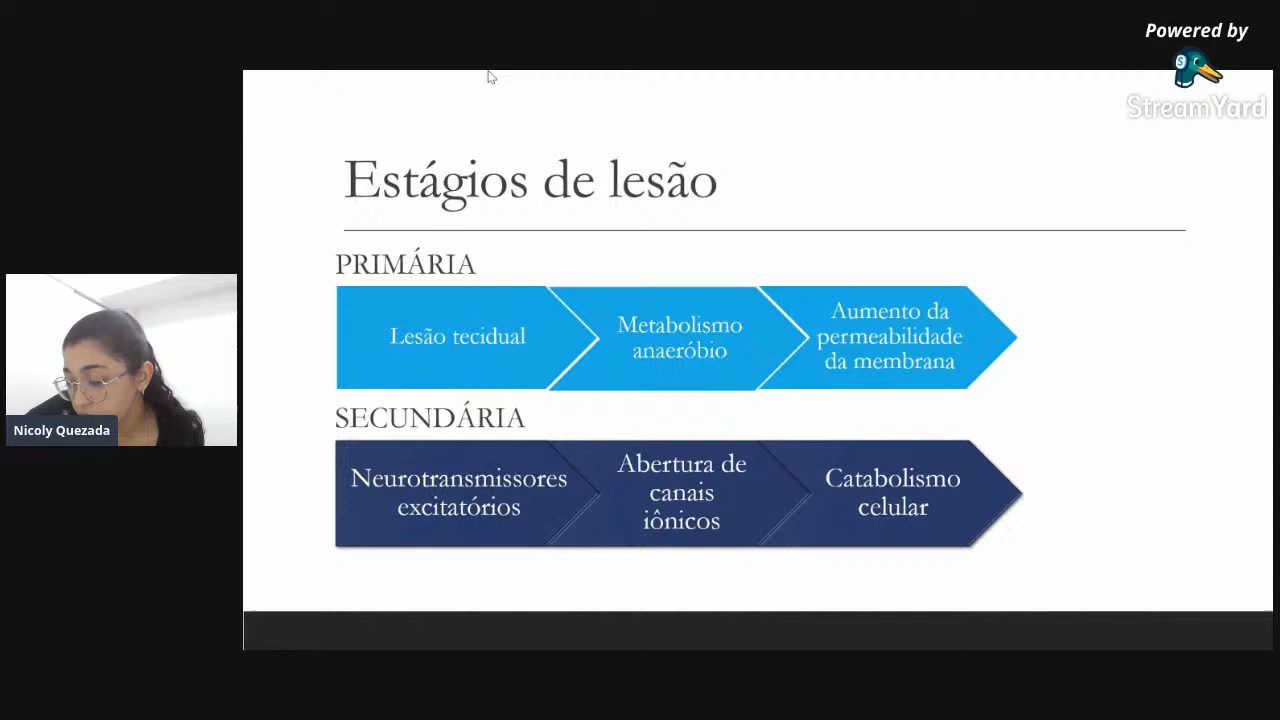 Powered by
StreamYard
Estágios de lesão
PRIMÁRIA
Lesão tecidual
Metabolismo
anaeróbio
Aumento da
permeabilidade
da membrana
SECUNDÁRIA
Neurotransmissores
excitatórios
Abertura de
canais
iônicos
Catabolismo
celular
Nicoly Quezada